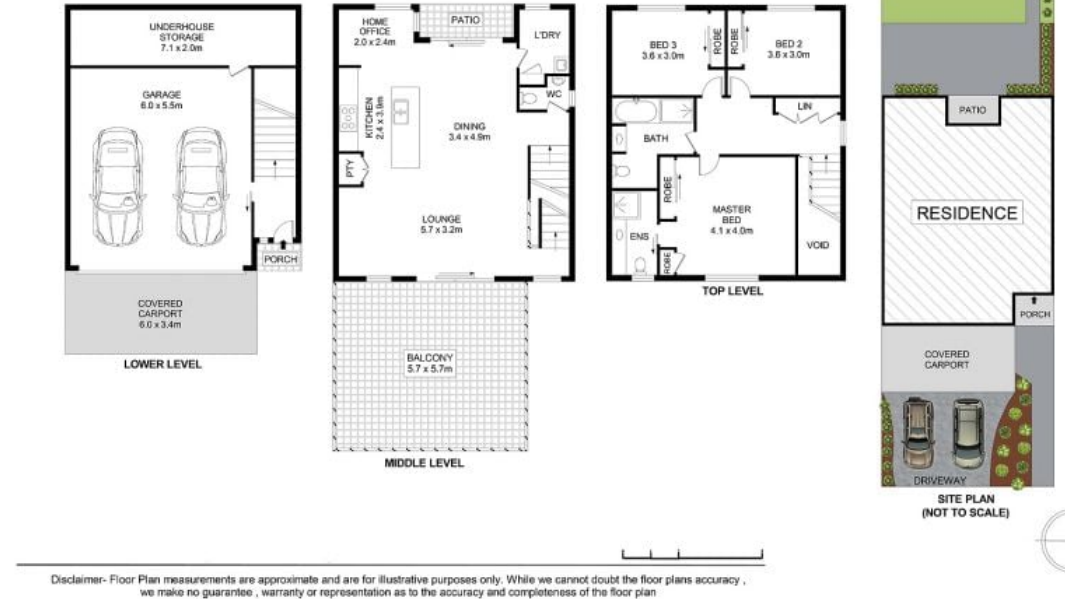 UNDERHOUSE
STORAGE
7.1 x 2.0m
GARAGE
6.0 x 5.5m
PORCH
COVERED
CARPORT
6.0 x 3.4m
LOWER LEVEL
HOME
OFFICE
2.0 x 2.4m
PATIO
L'DRY
WC
KITCHEN
2.4 x 3.9m
DINING
3.4 x 4.9m
PTY
LOUNGE
5.7 x 3.2m
BALCONY
5.7 x 5.7m
MIDDLE LEVEL
BED 3
3.6 x 3.0m
ROBE
ROBE
BED 2
3.6 x 3.0m
LIN
BATH
ROBE
MASTER
BED
4.1 x 4.0m
ENS
ROBE
VOID
TOP LEVEL
PATIO
RESIDENCE
PORCH
COVERED
CARPORT
DRIVEWAY
SITE PLAN
(NOT TO SCALE)
Disclaimer- Floor Plan measurements are approximate and are for illustrative purposes only. While we cannot doubt the floor plans accuracy ,
we make no guarantee , warranty or representation as to the accuracy and completeness of the floor plan